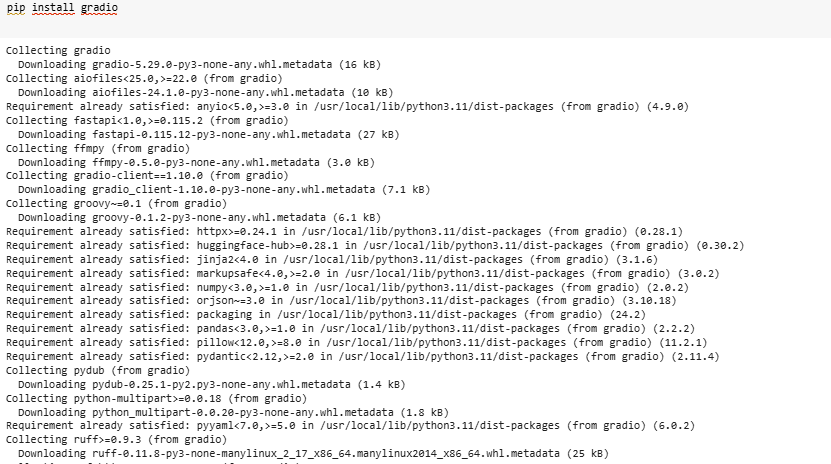 pip install gradio
Collecting gradio
Downloading gradio-5.29.0-py3-none-any.whl.metadata (16 kB)
Collecting aiofiles<25.0,>=22.0 (from gradio)
Downloading aiofiles-24.1.0-py3-none-any.whl.metadata (10 kB)
Requirement already satisfied: anyio<5.0,>=3.0 in /usr/local/lib/python3.11/dist-packages (from gradio) (4.9.0)
Collecting fastapi<1.0,>=0.115.2 (from gradio)
Downloading fastapi-0.115.12-py3-none-any.whl.metadata (27 kB)
Collecting ffmpy (from gradio)
Downloading ffmpy-0.5.0-py3-none-any.whl.metadata (3.0 kB)
Collecting gradio-client==1.10.0 (from gradio)
Downloading gradio_client-1.10.0-py3-none-any.whl.metadata (7.1 kB)
Collecting groovy~=0.1 (from gradio)
Downloading groovy-0.1.2-py3-none-any.whl.metadata (6.1 kB)
Requirement already satisfied: httpx>=0.24.1 in /usr/local/lib/python3.11/dist-packages (from gradio) (0.28.1)
Requirement already satisfied: huggingface-hub>=0.28.1 in /usr/local/lib/python3.11/dist-packages (from gradio) (0.30.2)
Requirement already satisfied: jinja2<4.0 in /usr/local/lib/python3.11/dist-packages (from gradio) (3.1.6)
Requirement already satisfied: markupsafe<4.0,>=2.0 in /usr/local/lib/python3.11/dist-packages (from gradio) (3.0.2)
Requirement already satisfied: numpy<3.0,>=1.0 in /usr/local/lib/python3.11/dist-packages (from gradio) (2.0.2)
Requirement already satisfied: orjson~=3.0 in /usr/local/lib/python3.11/dist-packages (from gradio) (3.10.18)
Requirement already satisfied: packaging in /usr/local/lib/python3.11/dist-packages (from gradio) (24.2)
Requirement already satisfied: pandas<3.0,>=1.0 in /usr/local/lib/python3.11/dist-packages (from gradio) (2.2.2)
Requirement already satisfied: pillow<12.0,>=8.0 in /usr/local/lib/python3.11/dist-packages (from gradio) (11.2.1)
Requirement already satisfied: pydantic<2.12,>=2.0 in /usr/local/lib/python3.11/dist-packages (from gradio) (2.11.4)
Collecting pydub (from gradio)
Downloading pydub-0.25.1-py2.py3-none-any.whl.metadata (1.4 kB)
Collecting python-multipart>=0.0.18 (from gradio)
Downloading python_multipart-0.0.20-py3-none-any.whl.metadata (1.8 kB)
Requirement already satisfied: pyyaml<7.0,>=5.0 in /usr/local/lib/python3.11/dist-packages (from gradio) (6.0.2)
Collecting ruff>=0.9.3 (from gradio)
Downloading ruff-0.11.8-py3-none-manylinux_2_17_x86_64.manylinux2014_x86_64.whl.metadata (25 kB)